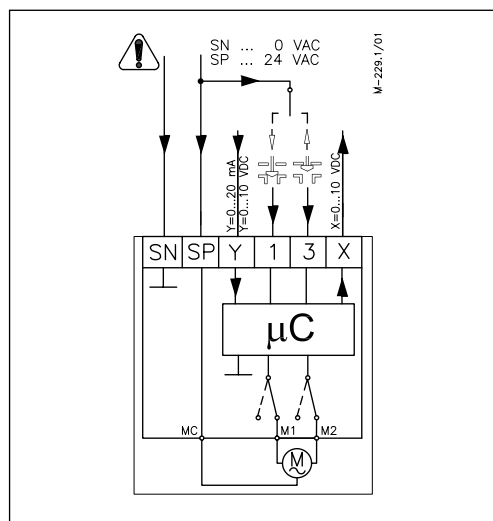 SN ... 0 VAC
SP ... 24 VAC
M-229.1/01
Y=0...20 mA
Y=0...10 VDC
X=0...10 VDC
SN SP Y 1 3 X
µC
MC M1 M2
M